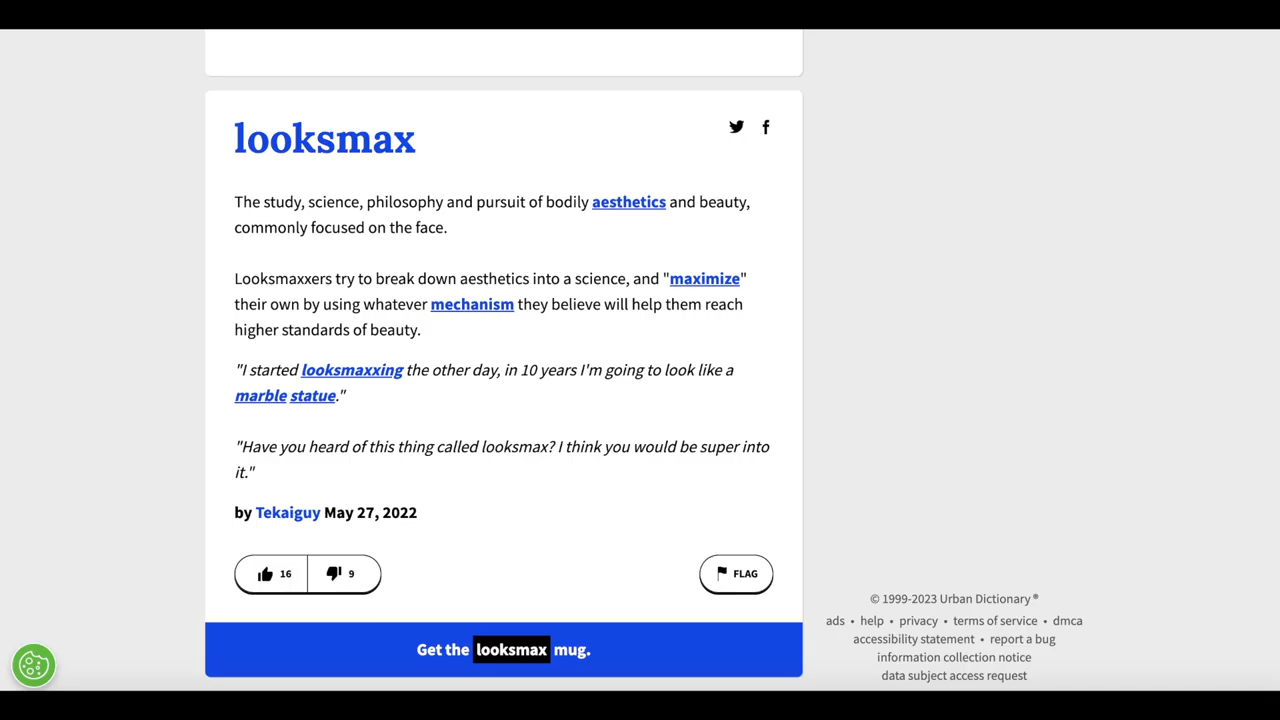 looksmax
The study, science, philosophy and pursuit of bodily aesthetics and beauty,
commonly focused on the face.
Looksmaxxers try to break down aesthetics into a science, and "maximize"
their own by using whatever mechanism they believe will help them reach
higher standards of beauty.
"I started looksmaxxing the other day, in 10 years I'm going to look like a
marble statue."
"Have you heard of this thing called looksmax? I think you would be super into
it."
by Tekaiguy May 27, 2022
16 9 FLAG
Get the looksmax mug.
© 1999-2023 Urban Dictionary ®
ads • help • privacy • terms of service • dmca
accessibility statement • report a bug
information collection notice
data subject access request